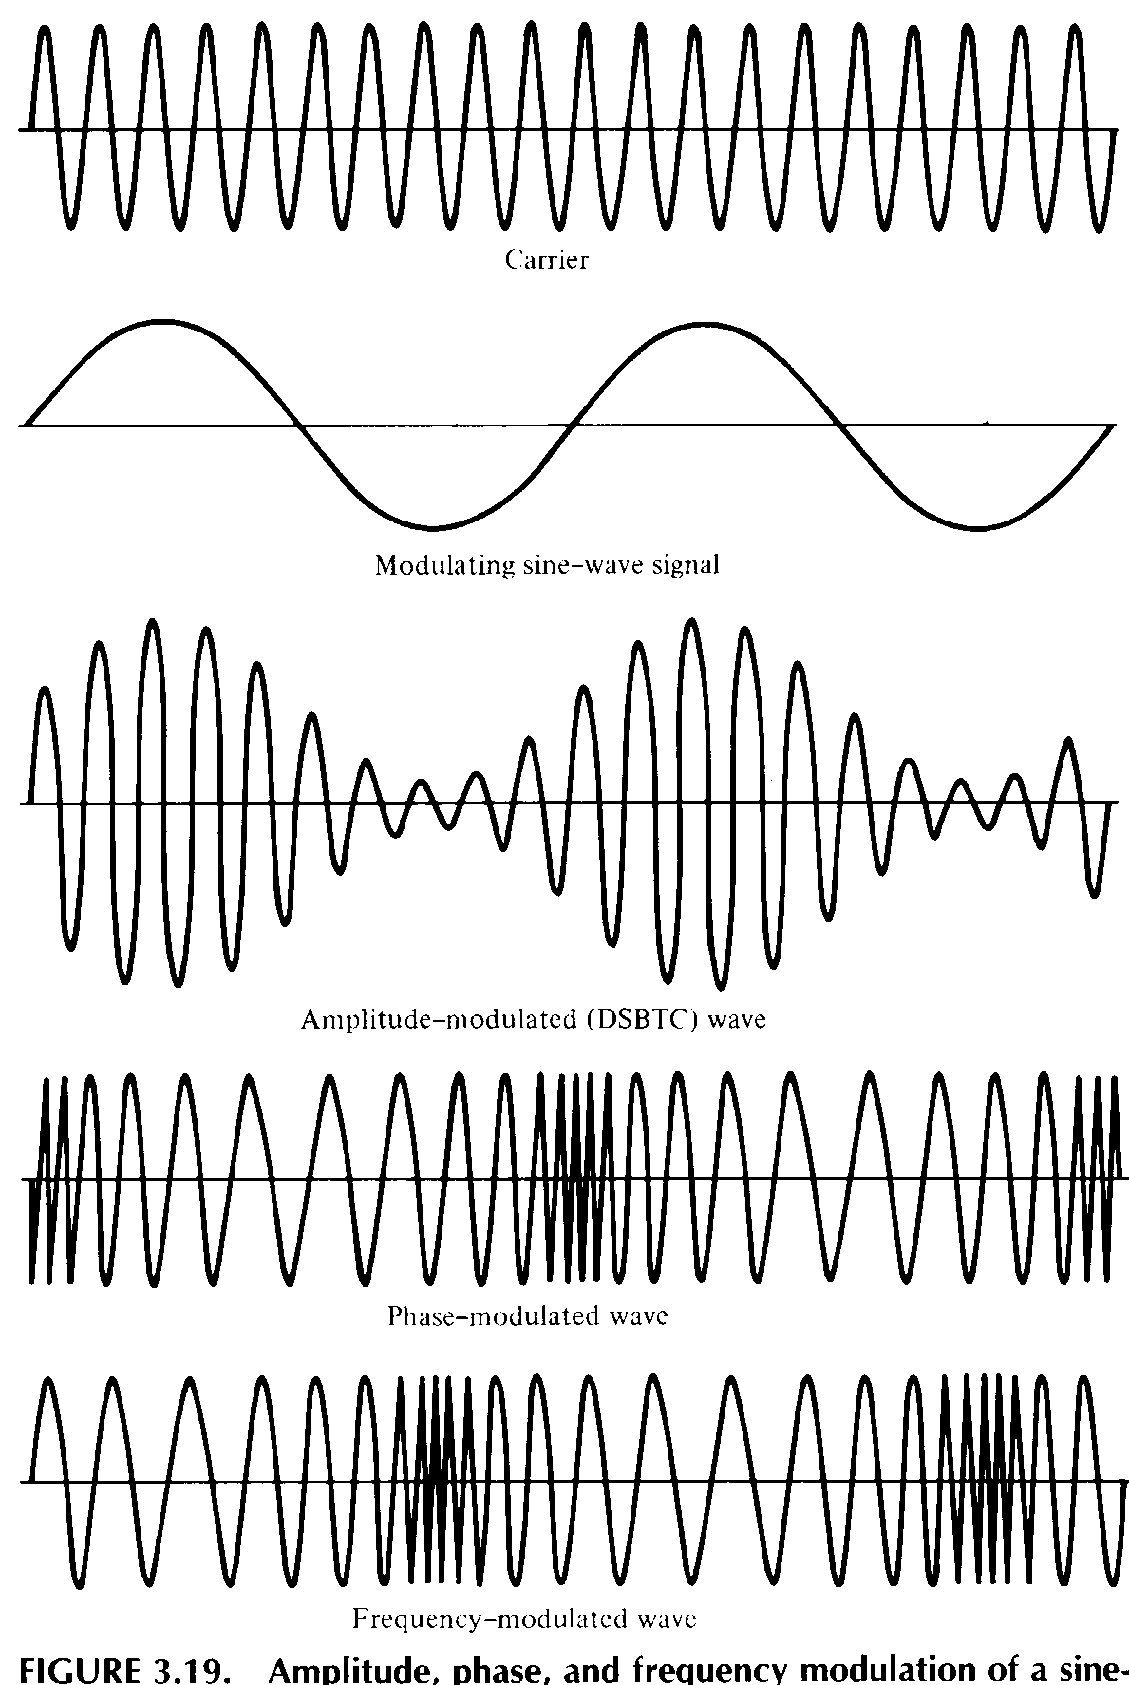 Carrier
Modulating sine-wave signal
Amplitude-modulated (DSBTC) wave
Phase-modulated wave
Frequency-modulated wave
FIGURE 3.19. Amplitude, phase, and frequency modulation of a sine-